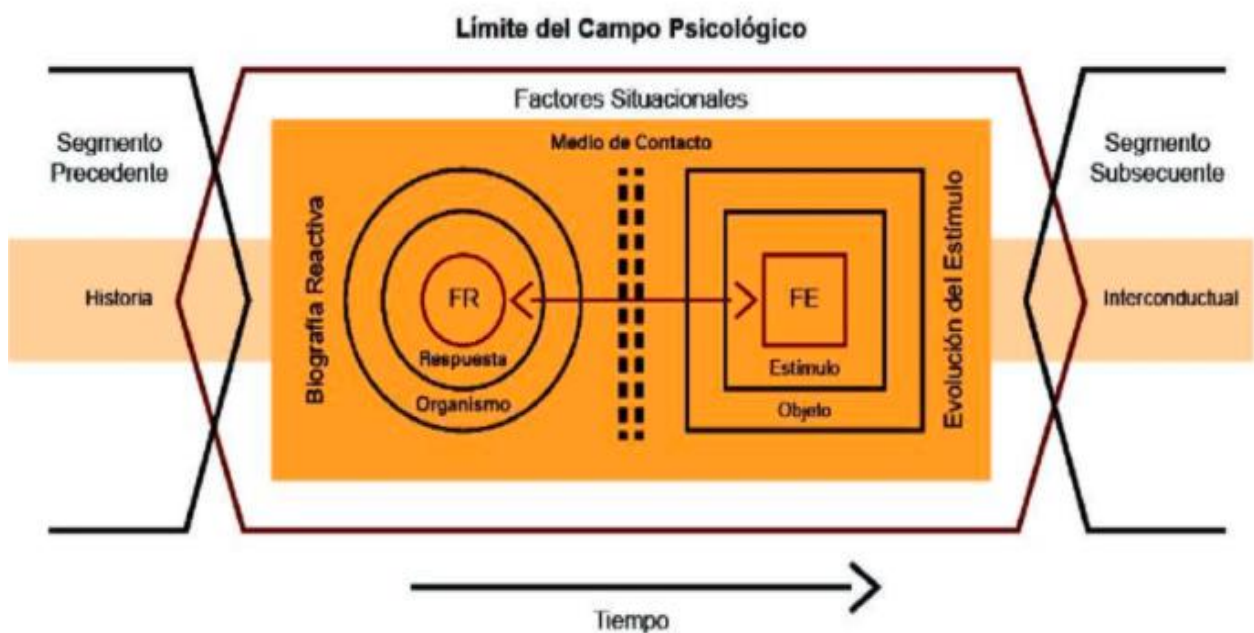 Límite del Campo Psicológico
Factores Situacionales
Segmento
Precedente
Medio de Contacto
Segmento
Subsecuente
Historia
Biografía Reactiva
FR
Respuesta
Organismo
FE
Estímulo
Objeto
Evolución del Estímulo
Interconductual
Tiempo